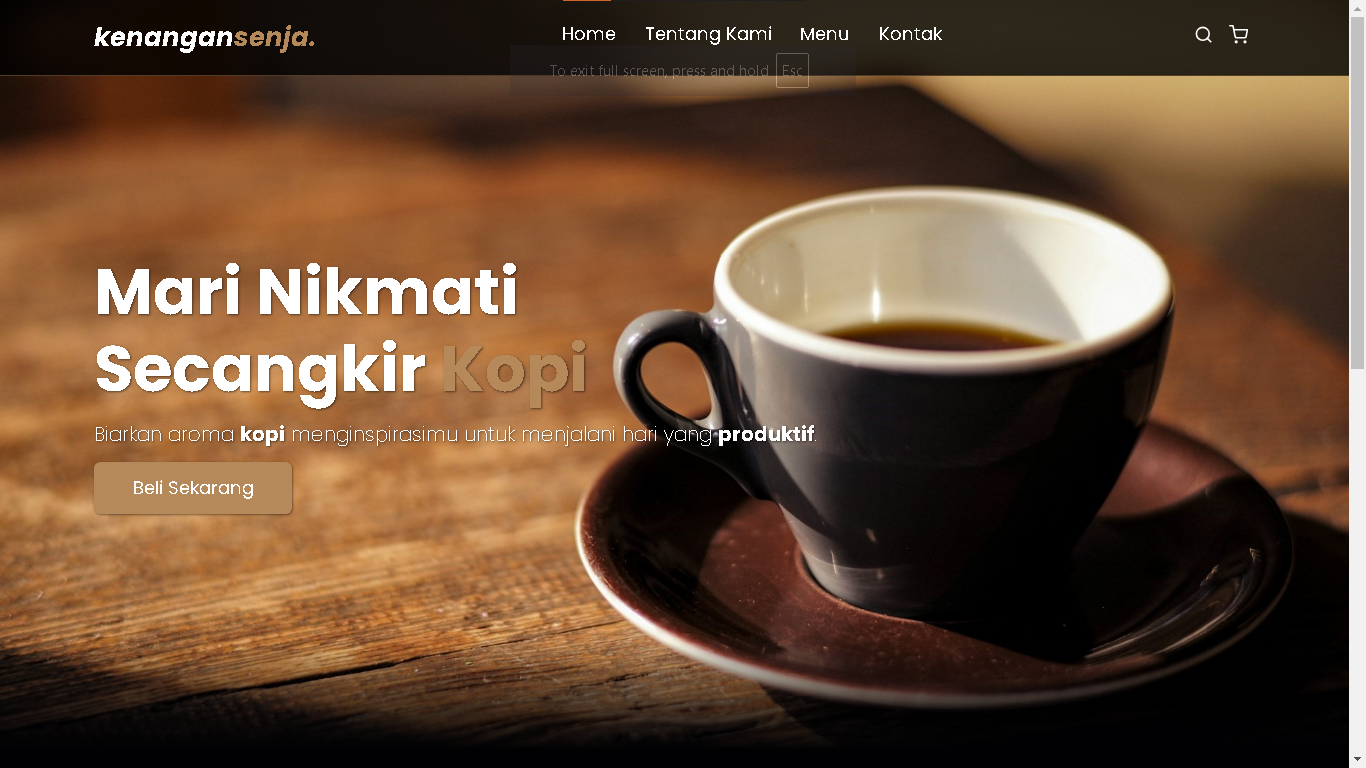 kenangansenja.
Home Tentang Kami Menu Kontak
To exit full screen, press and hold Esc
Mari Nikmati
Secangkir Kopi
Biarkan aroma kopi menginspirasimu untuk menjalani hari yang produktif.
Beli Sekarang